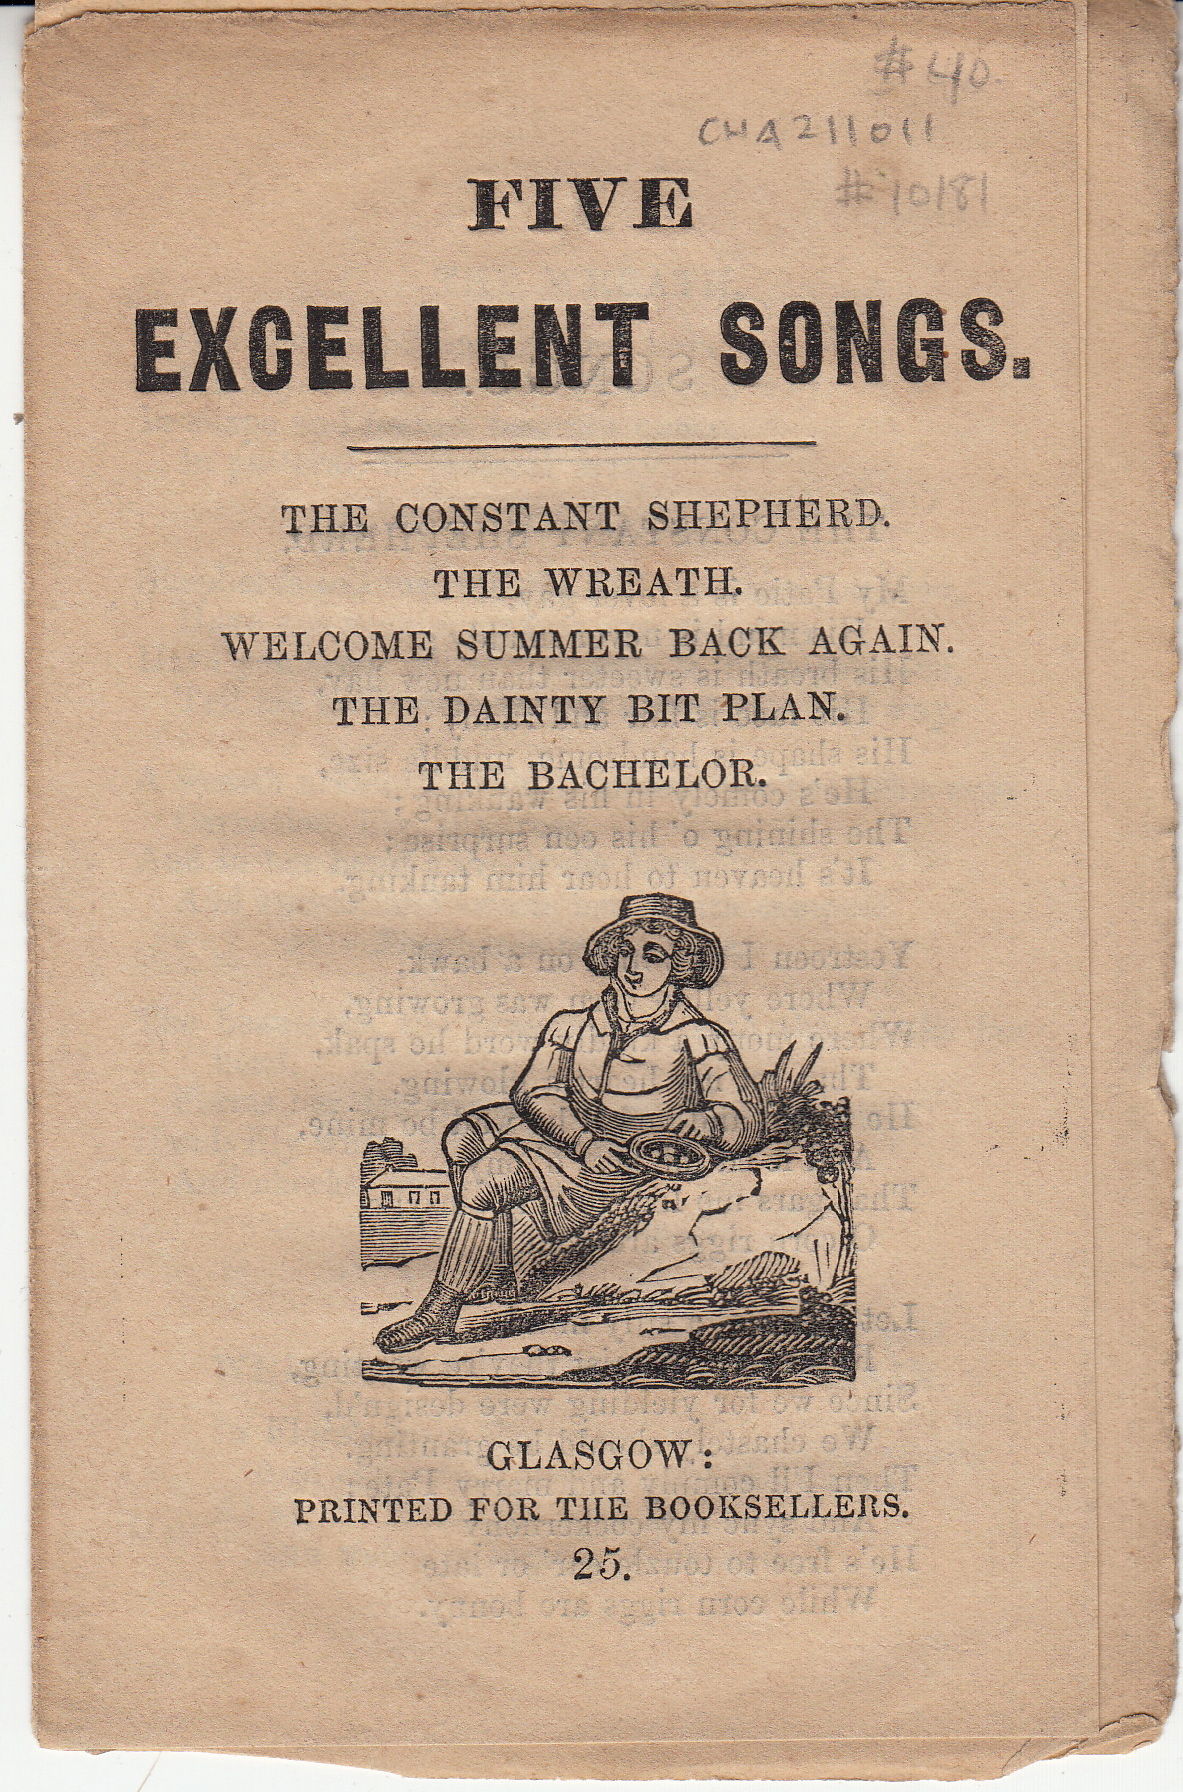 #40.
CHA211011
#10181
FIVE
EXCELLENT SONGS.
THE CONSTANT SHEPHERD.
THE WREATH.
WELCOME SUMMER BACK AGAIN.
THE DAINTY BIT PLAN.
THE BACHELOR.
GLASGOW:
PRINTED FOR THE BOOKSELLERS.
25.